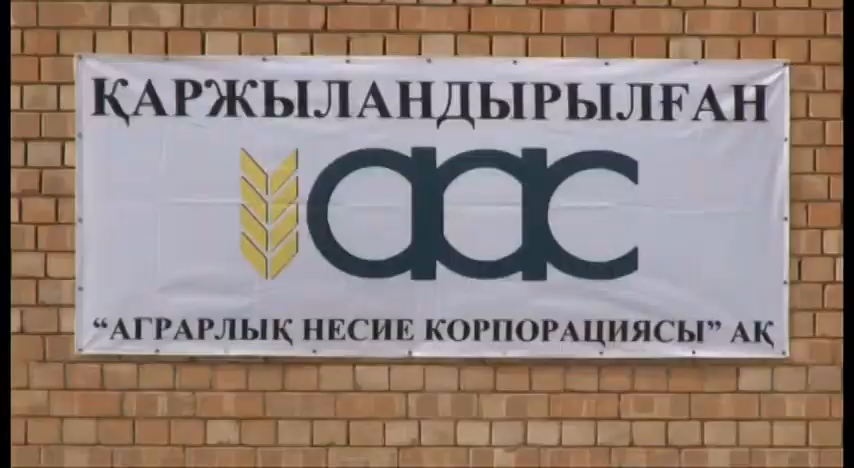 ҚАРЖЫЛАНДЫРЫЛҒАН
аас
“АГРАРЛЫҚ НЕСИЕ КОРПОРАЦИЯСЫ” АҚ